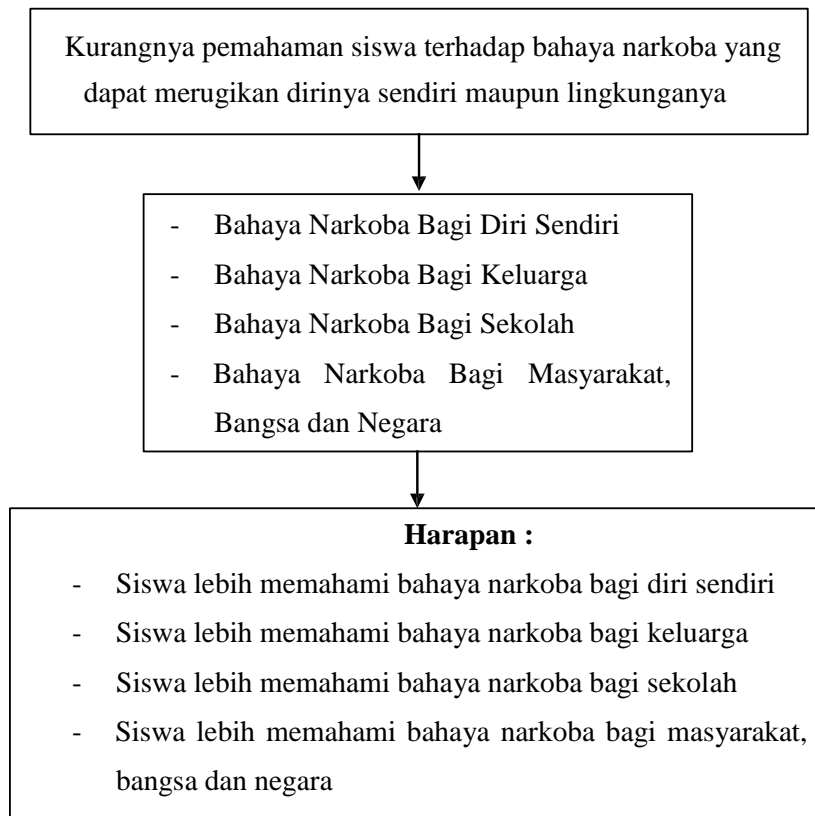 Kurangnya pemahaman siswa terhadap bahaya narkoba yang
dapat merugikan dirinya sendiri maupun lingkunganya
- Bahaya Narkoba Bagi Diri Sendiri
- Bahaya Narkoba Bagi Keluarga
- Bahaya Narkoba Bagi Sekolah
- Bahaya Narkoba Bagi Masyarakat,
Bangsa dan Negara
Harapan :
- Siswa lebih memahami bahaya narkoba bagi diri sendiri
- Siswa lebih memahami bahaya narkoba bagi keluarga
- Siswa lebih memahami bahaya narkoba bagi sekolah
- Siswa lebih memahami bahaya narkoba bagi masyarakat,
bangsa dan negara